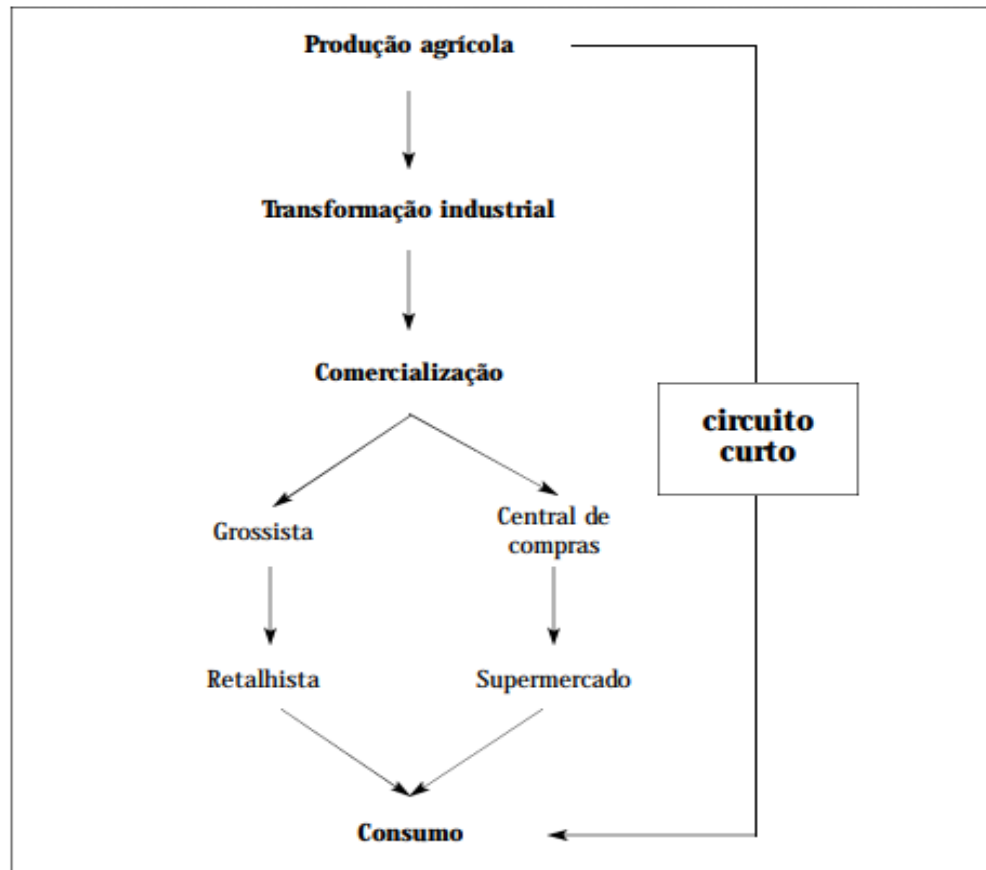 Produção agrícola
Transformação industrial
Comercialização
circuito
curto
Grossista
Central de
compras
Retalhista
Supermercado
Consumo